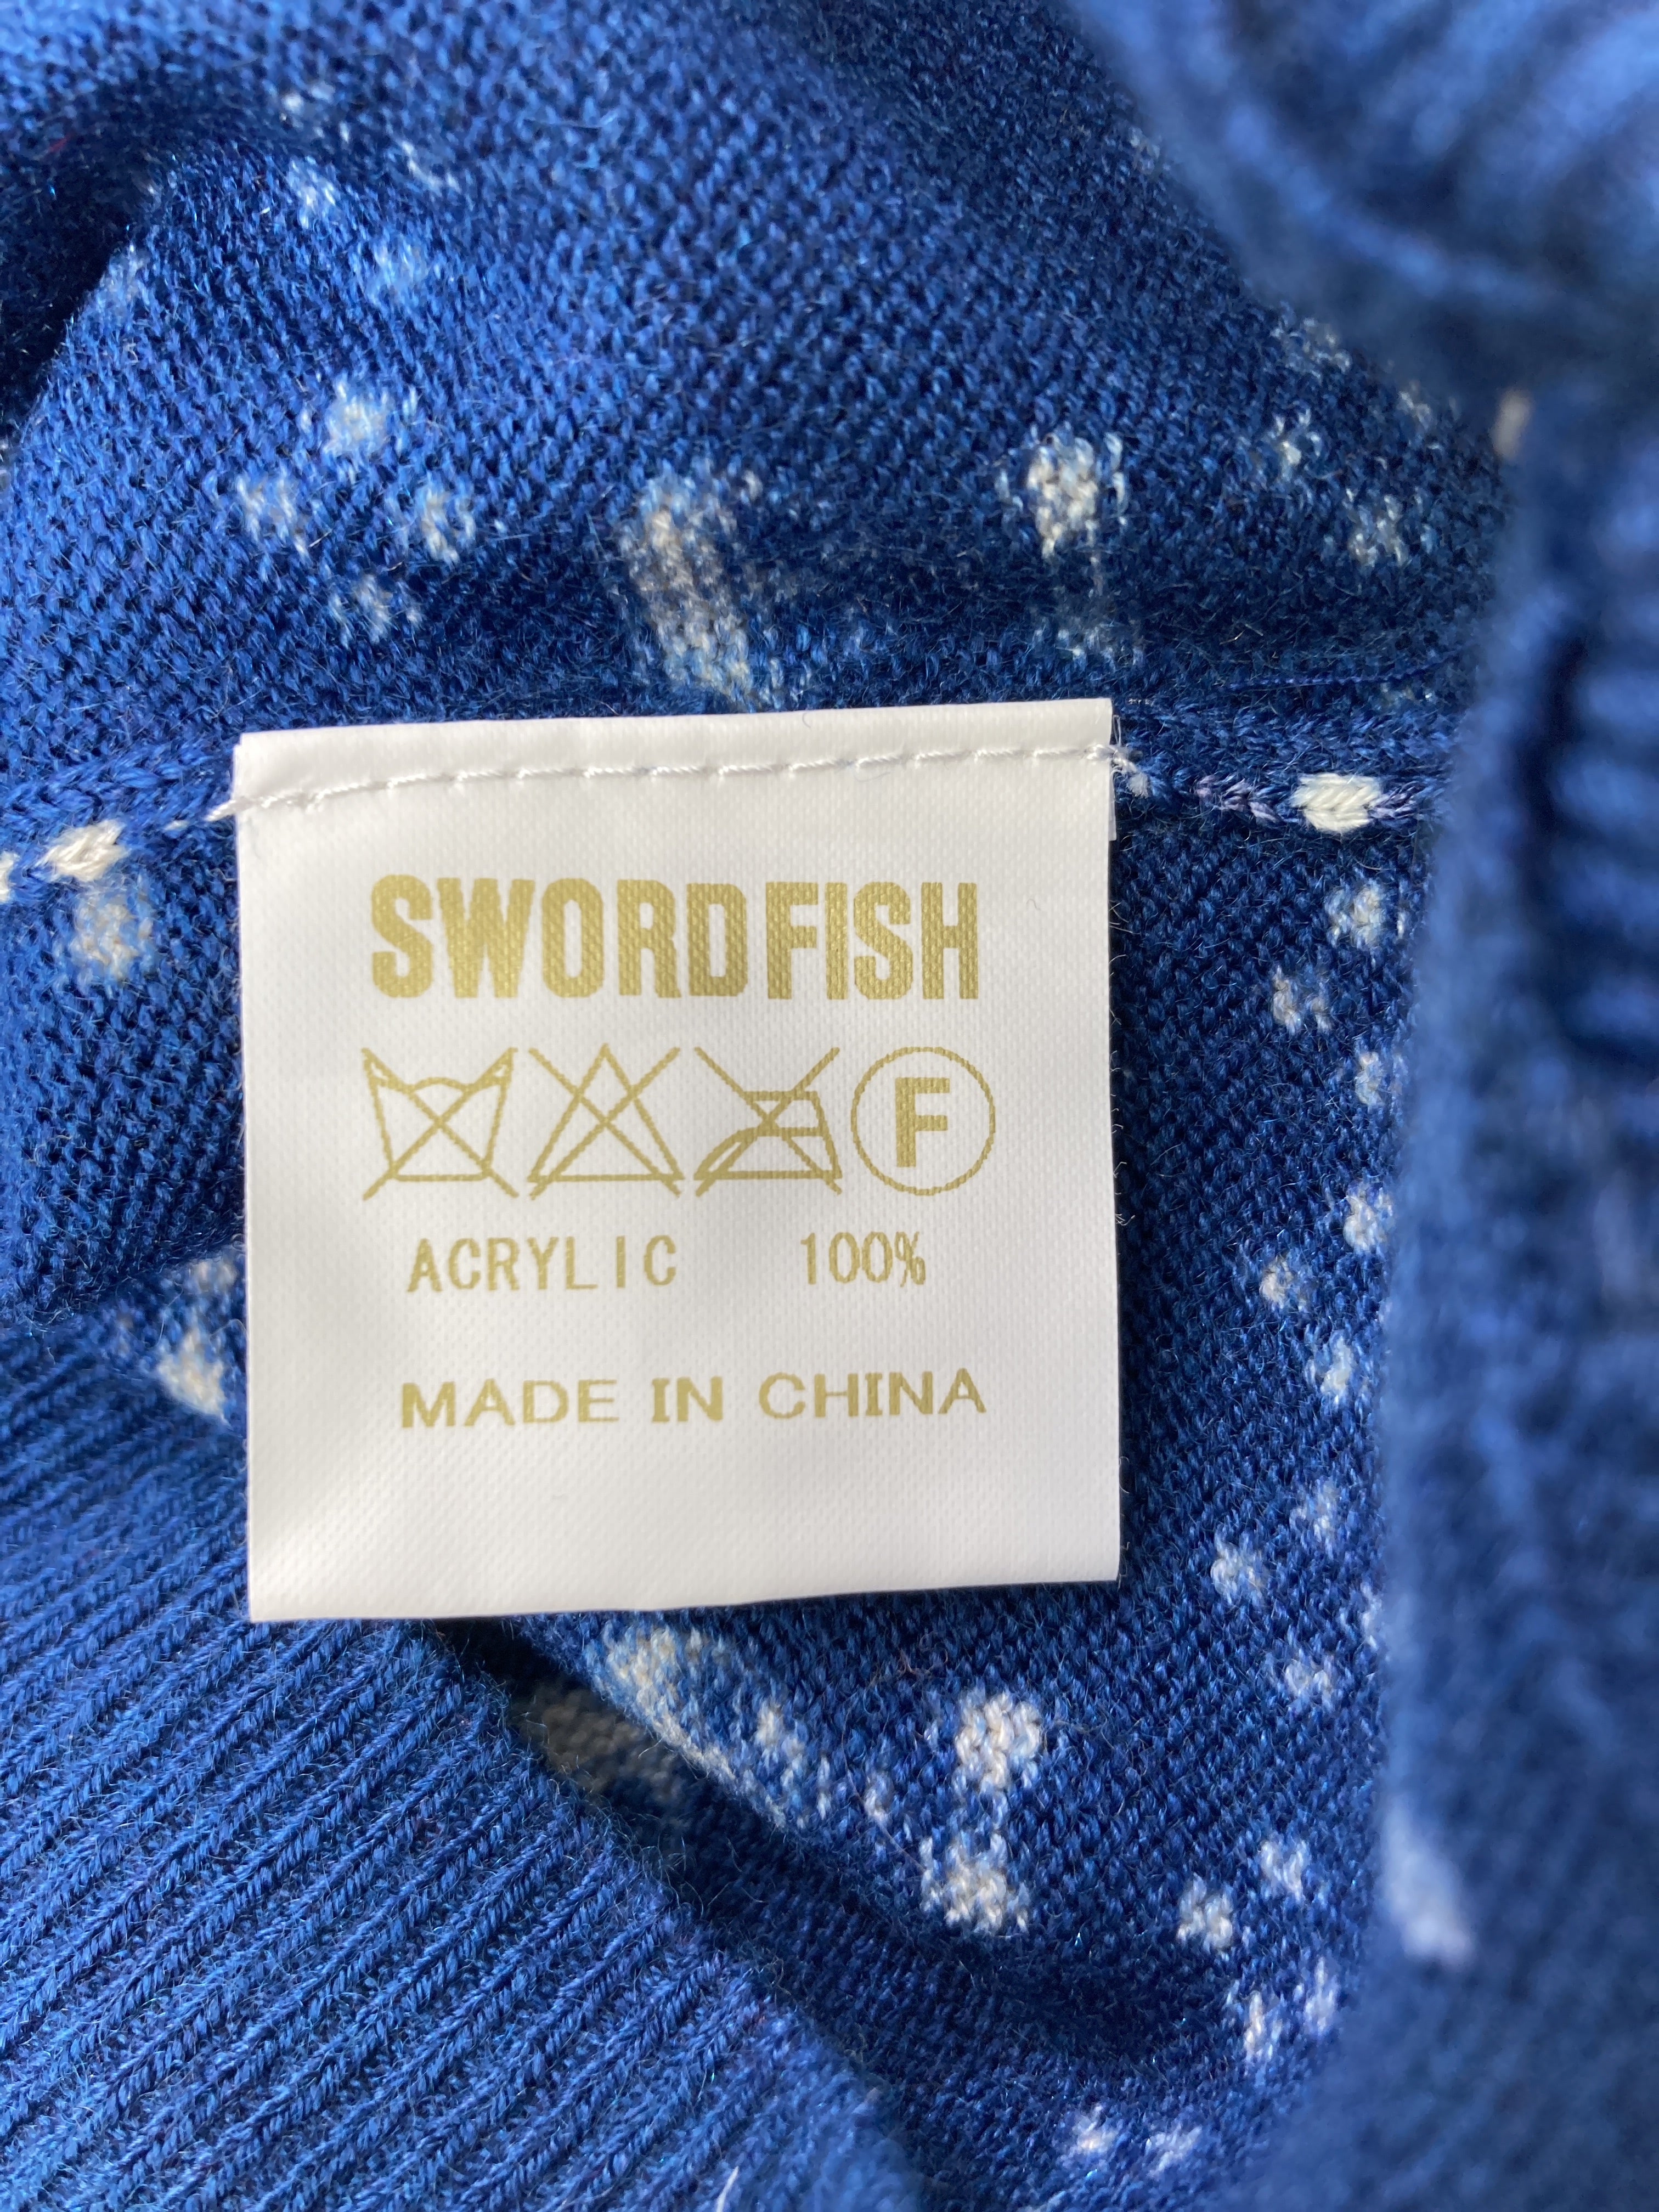 SWORDFISH
F
ACRYLIC 100%
MADE IN CHINA